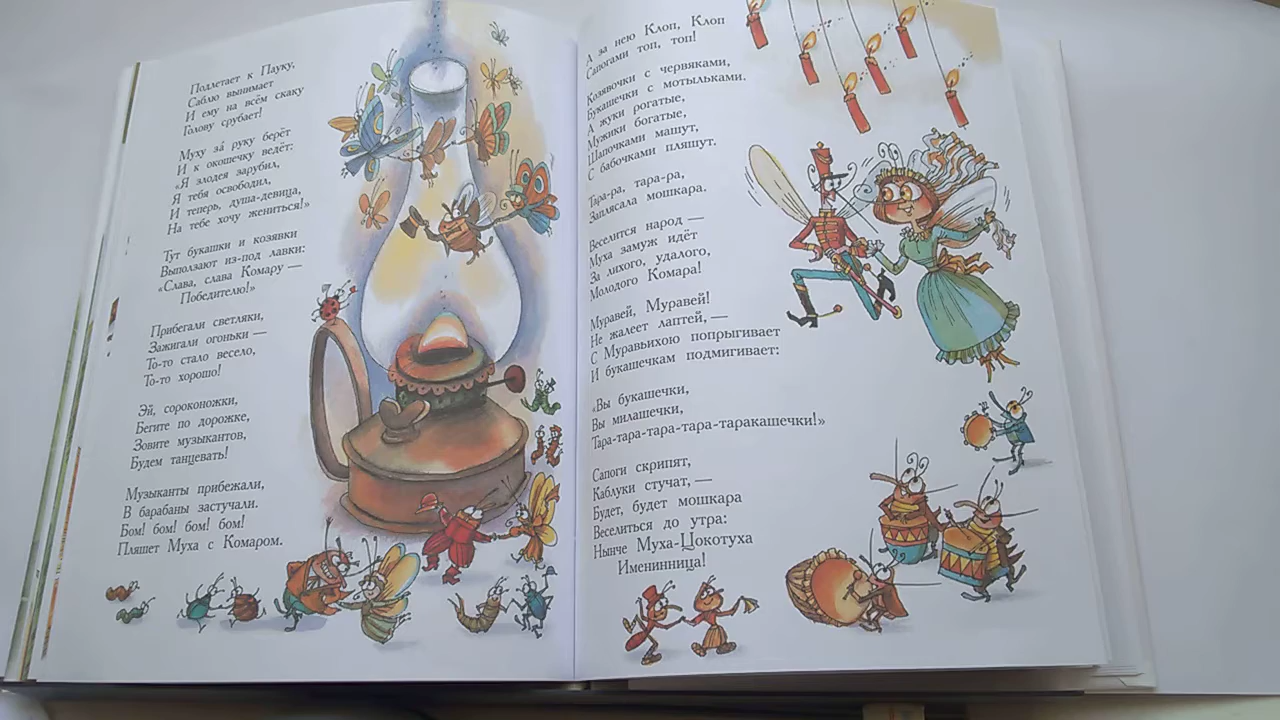 Подлетает к Пауку,
Саблю вынимает
И ему на всём скаку
Голову срубает!
Муху за́ руку берёт
И к окошечку ведёт:
«Я злодея зарубил,
Я тебя освободил,
И теперь, душа-девица,
На тебе хочу жениться!»
Тут букашки и козявки
Выползают из-под лавки:
«Слава, слава Комару —
Победителю!»
Прибегали светляки,
Зажигали огоньки —
То-то стало весело,
То-то хорошо!
Эй, сороконожки,
Бегите по дорожке,
Зовите музыкантов,
Будем танцевать!
Музыканты прибежали,
В барабаны застучали.
Бом! бом! бом! бом!
Пляшет Муха с Комаром.
А за нею Клоп, Клоп
Сапогами топ, топ!
Козявочки с червяками,
Букашечки с мотыльками.
А жуки рогатые,
Мужики богатые,
Шапочками машут,
С бабочками пляшут.
Тара-ра, тара-ра,
Заплясала мошкара.
Веселится народ —
Муха замуж идёт
За лихого, удалого,
Молодого Комара!
Муравей, Муравей!
Не жалеет лаптей, —
С Муравьихою попрыгивает
И букашечкам подмигивает:
«Вы букашечки,
Вы милашечки,
Тара-тара-тара-тара-таракашечки!»
Сапоги скрипят,
Каблуки стучат, —
Будет, будет мошкара
Веселиться до утра:
Нынче Муха-Цокотуха
Именинница!